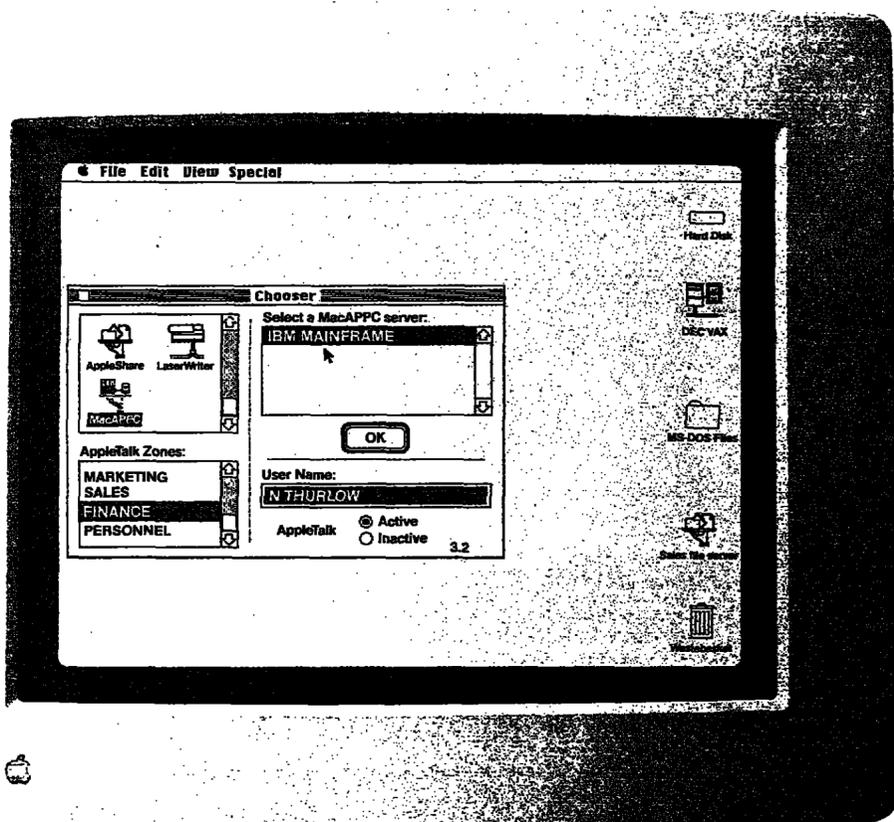 File Edit View Special
Hard Disk
Chooser
Select a MacAPPC server:
IBM MAINFRAME
AppleShare LaserWriter
DEC VAX
MacAPPC
OK
MS-DOS Files
AppleTalk Zones:
MARKETING
SALES
FINANCE
PERSONNEL
User Name:
N THURLOW
AppleTalk
Active
Inactive
3.2
Sales file server
Wastebasket